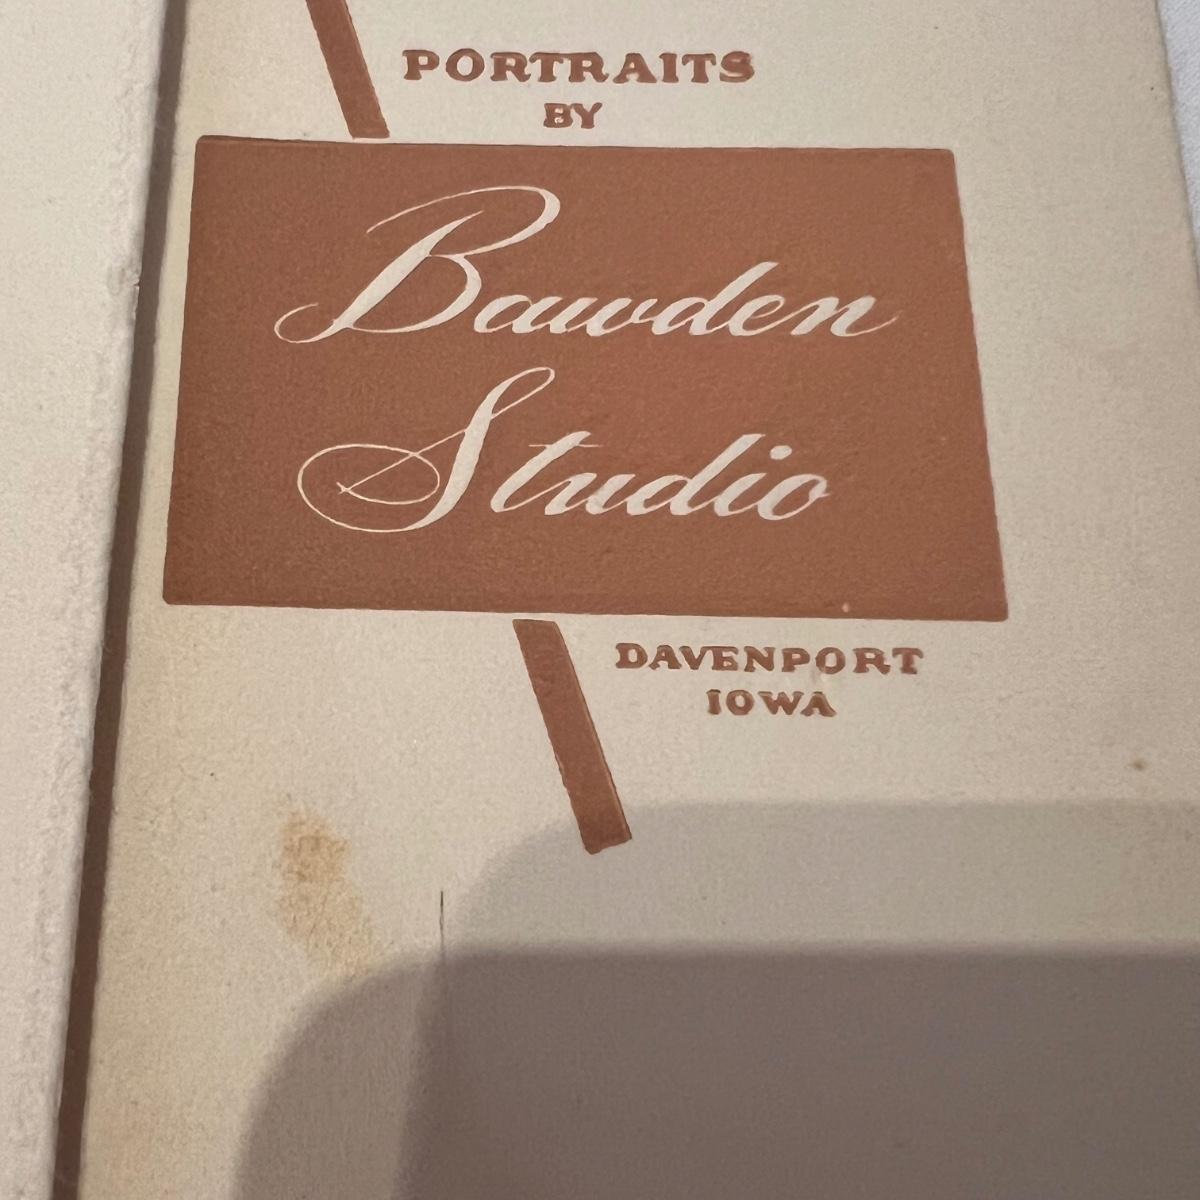 PORTRAITS
BY
Bawden
Studio
DAVENPORT
IOWA